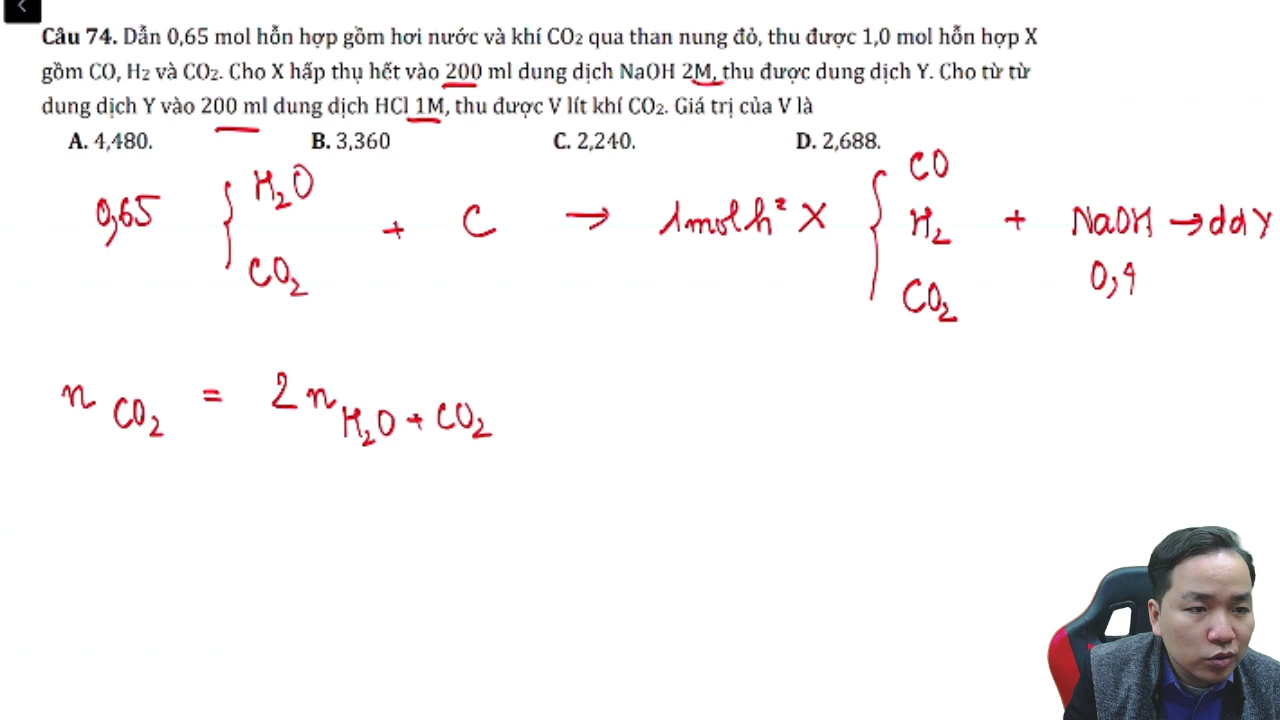 Câu 74. Dẫn 0,65 mol hỗn hợp gồm hơi nước và khí CO₂ qua than nung đỏ, thu được 1,0 mol hỗn hợp X
gồm CO, H₂ và CO₂. Cho X hấp thụ hết vào 200 ml dung dịch NaOH 2M, thu được dung dịch Y. Cho từ từ
dung dịch Y vào 200 ml dung dịch HCl 1M, thu được V lít khí CO₂. Giá trị của V là
A. 4,480. B. 3,360 C. 2,240. D. 2,688.
0,65 { H₂O CO₂ + C → 1mol h² X { CO H₂ CO₂ + NaOH → dd Y
0,4
n CO₂ = 2n H₂O + CO₂